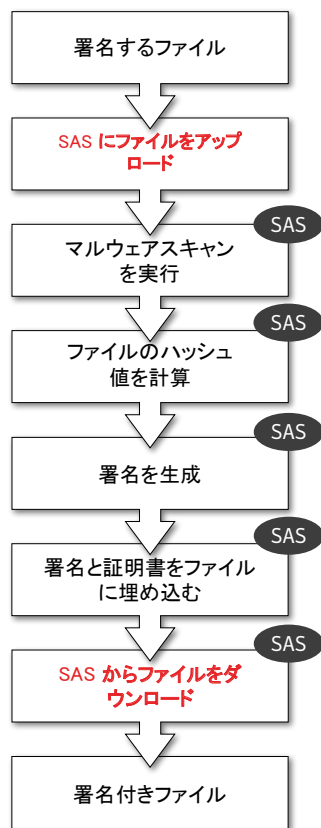 署名するファイル
SAS にファイルをアップ
ロード
SAS
マルウェアスキャン
を実行
SAS
ファイルのハッシュ
値を計算
SAS
署名を生成
SAS
署名と証明書をファイル
に埋め込む
SAS
SAS からファイルをダ
ウンロード
署名付きファイル